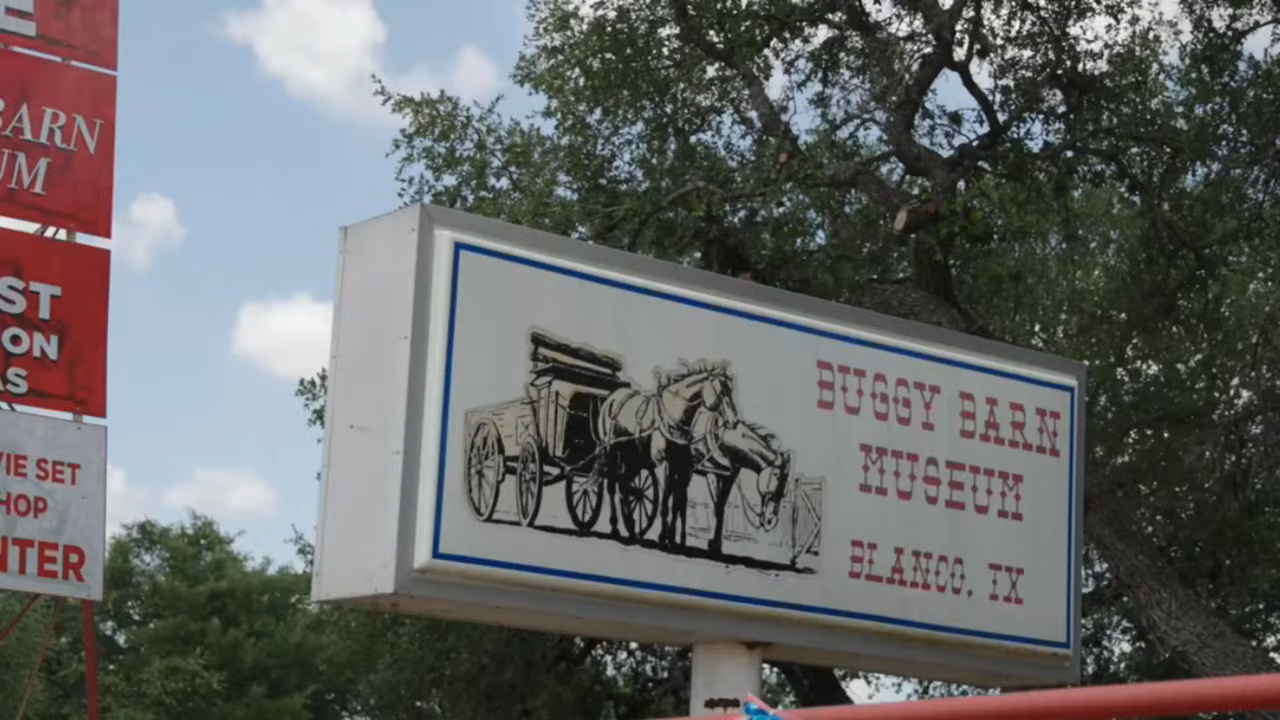 E
BARN
UM
ST
ON
AS
VIE SET
HOP
NTER
BUGGY BARN
MUSEUM
BLANCO, TX